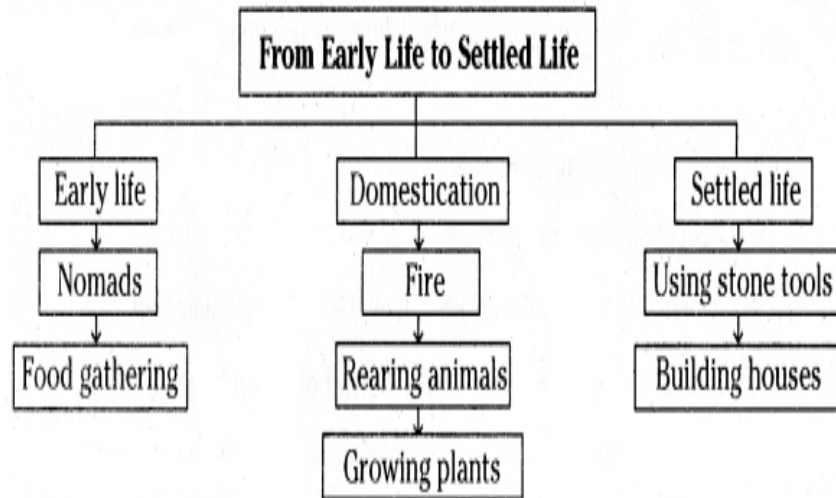 From Early Life to Settled Life
Early life
Domestication
Settled life
Nomads
Fire
Using stone tools
Food gathering
Rearing animals
Building houses
Growing plants